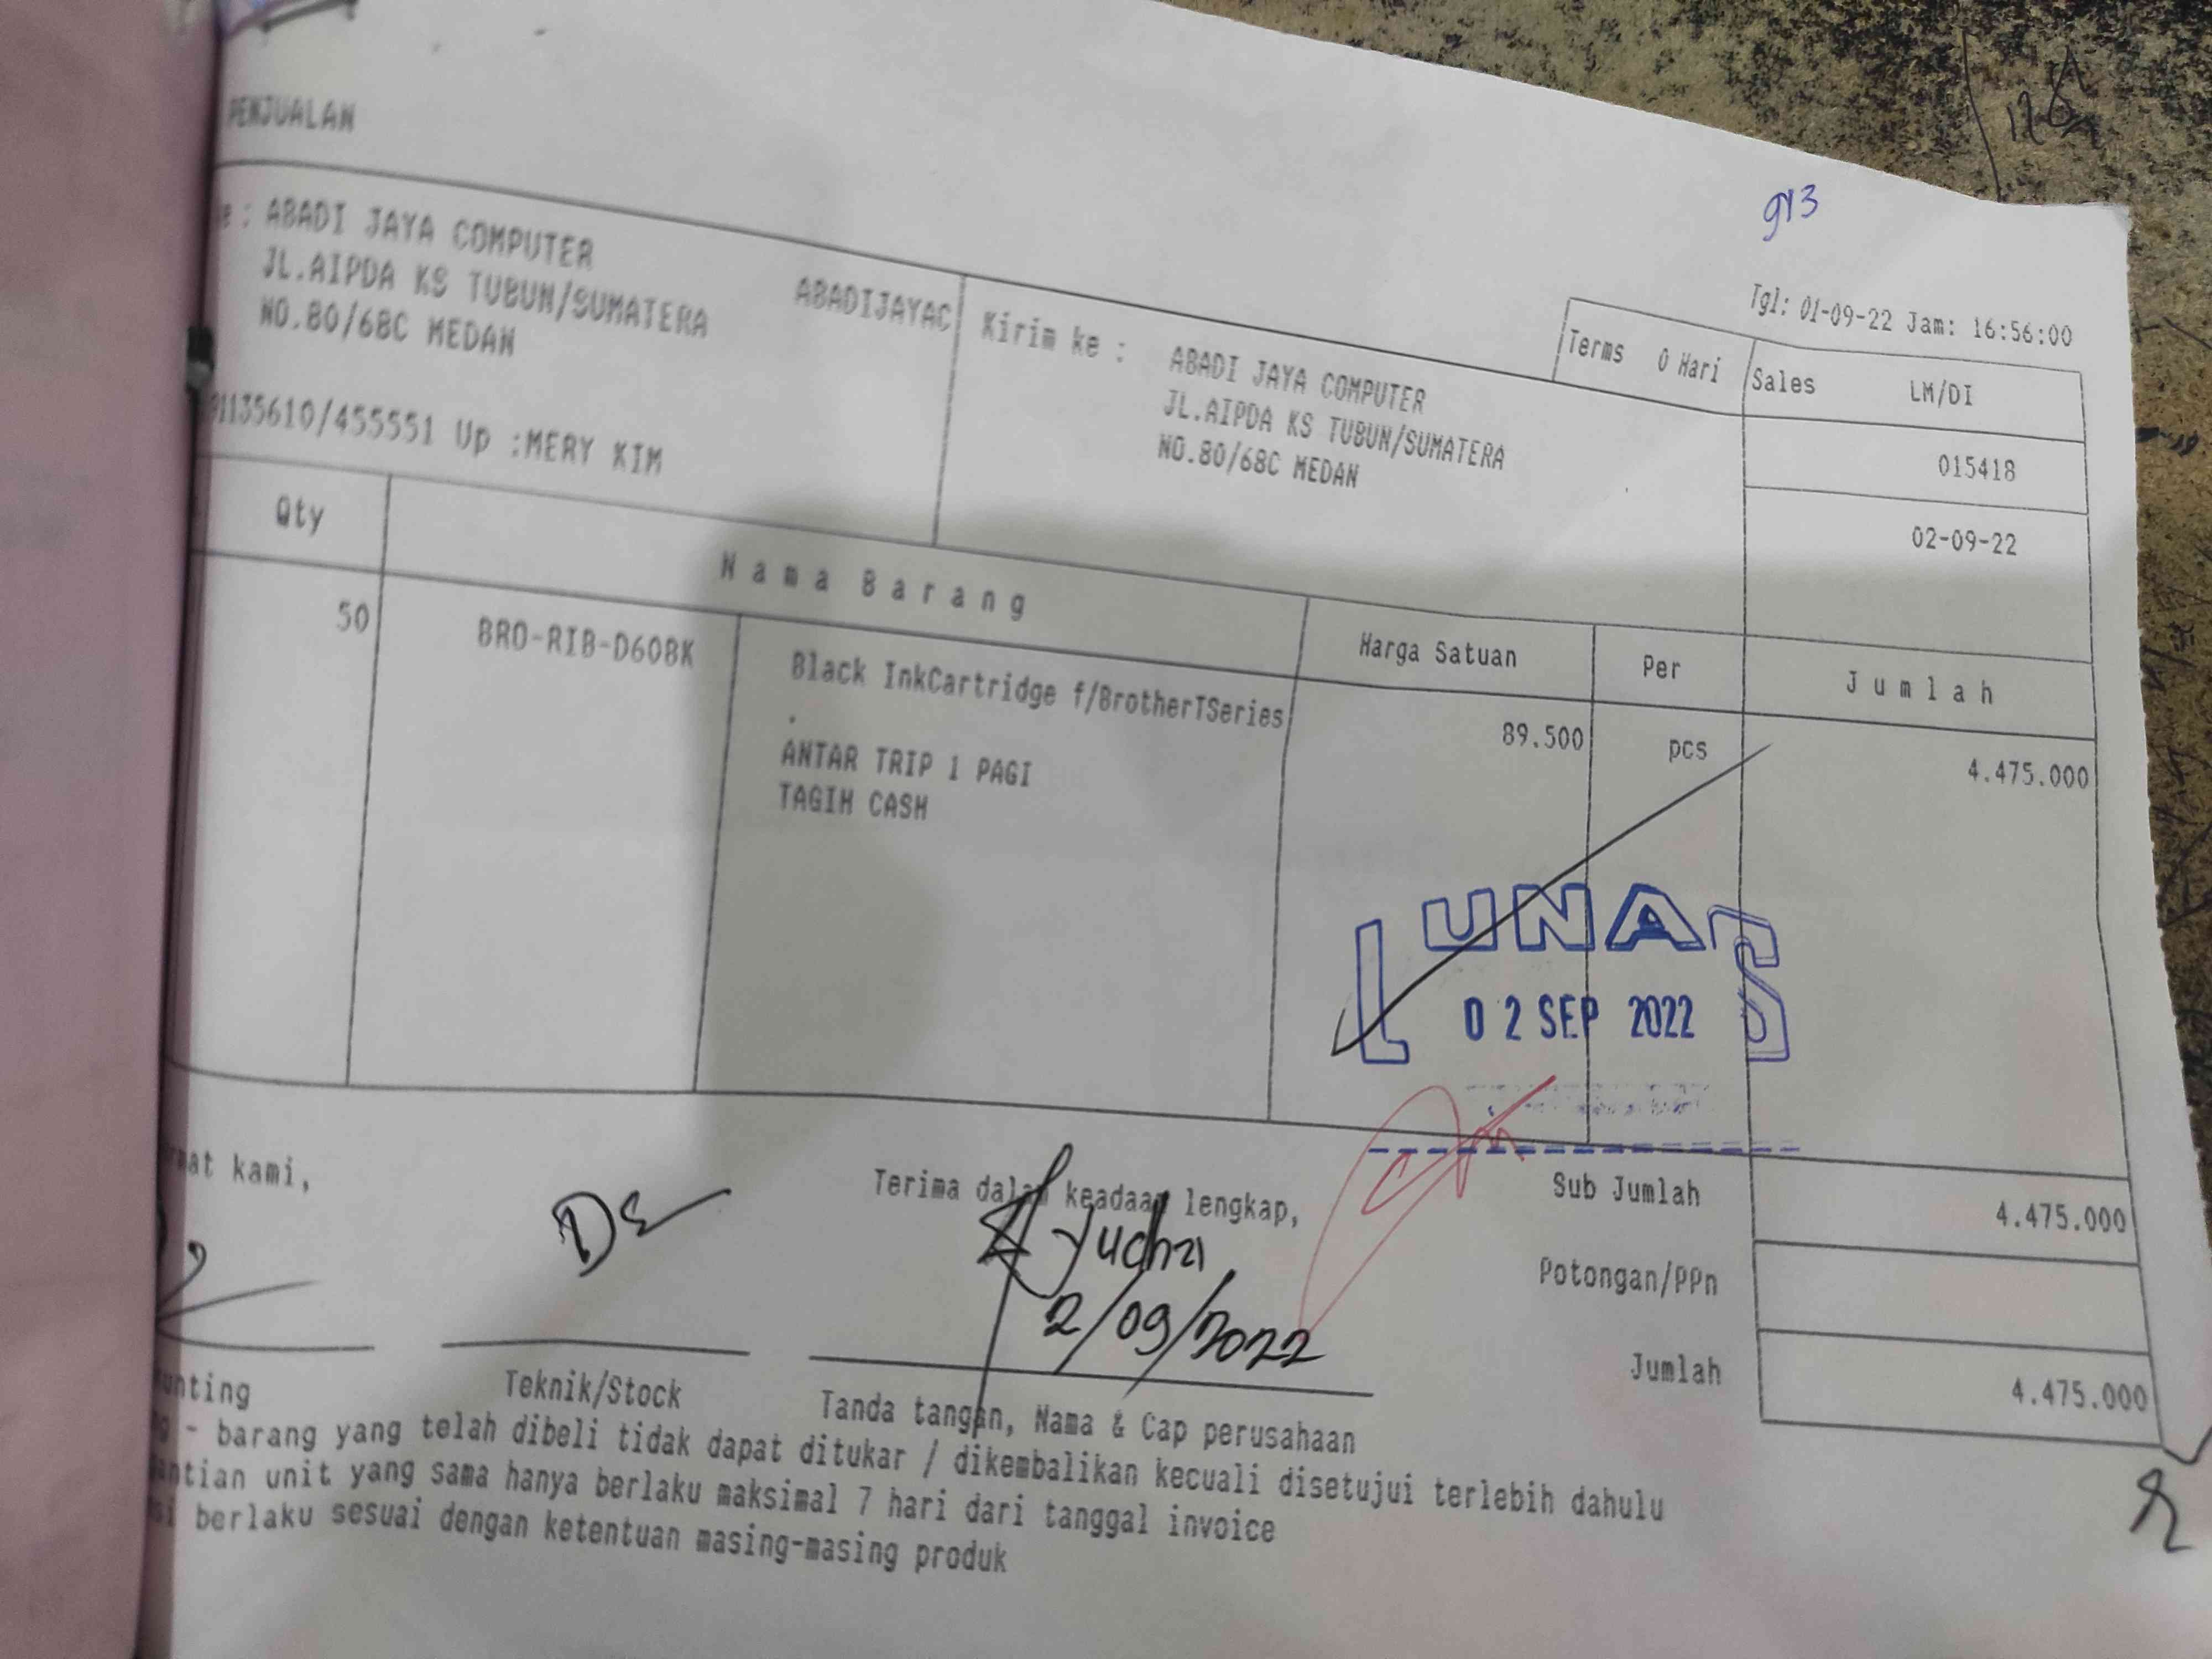 PENJUALAN
913
Tgl: 01-09-22 Jam: 16:56:00
: ABADI JAYA COMPUTER
ABADIJAYAC
JL.AIPDA KS TUBUN/SUMATERA
NO.80/68C MEDAN
1135610/455551 Up :MERY KIM
Kirim ke : ABADI JAYA COMPUTER
JL.AIPDA KS TUBUN/SUMATERA
NO.80/68C MEDAN
Terms 0 Hari
Sales LM/DI
015418
02-09-22
Qty
Nama Barang
Harga Satuan
Per
Jumlah
50 BRO-RIB-D60BK Black InkCartridge f/BrotherTSeries 89.500 pcs 4.475.000
.
ANTAR TRIP 1 PAGI
TAGIH CASH
LUNAS
02 SEP 2022
kami,
Terima dalam keadaan lengkap,
Sub Jumlah 4.475.000
Potongan/PPn
Jumlah 4.475.000
Yudha
2/09/2022
Teknik/Stock
Tanda tangan, Nama & Cap perusahaan
- barang yang telah dibeli tidak dapat ditukar / dikembalikan kecuali disetujui terlebih dahulu
unit yang sama hanya berlaku maksimal 7 hari dari tanggal invoice
berlaku sesuai dengan ketentuan masing-masing produk